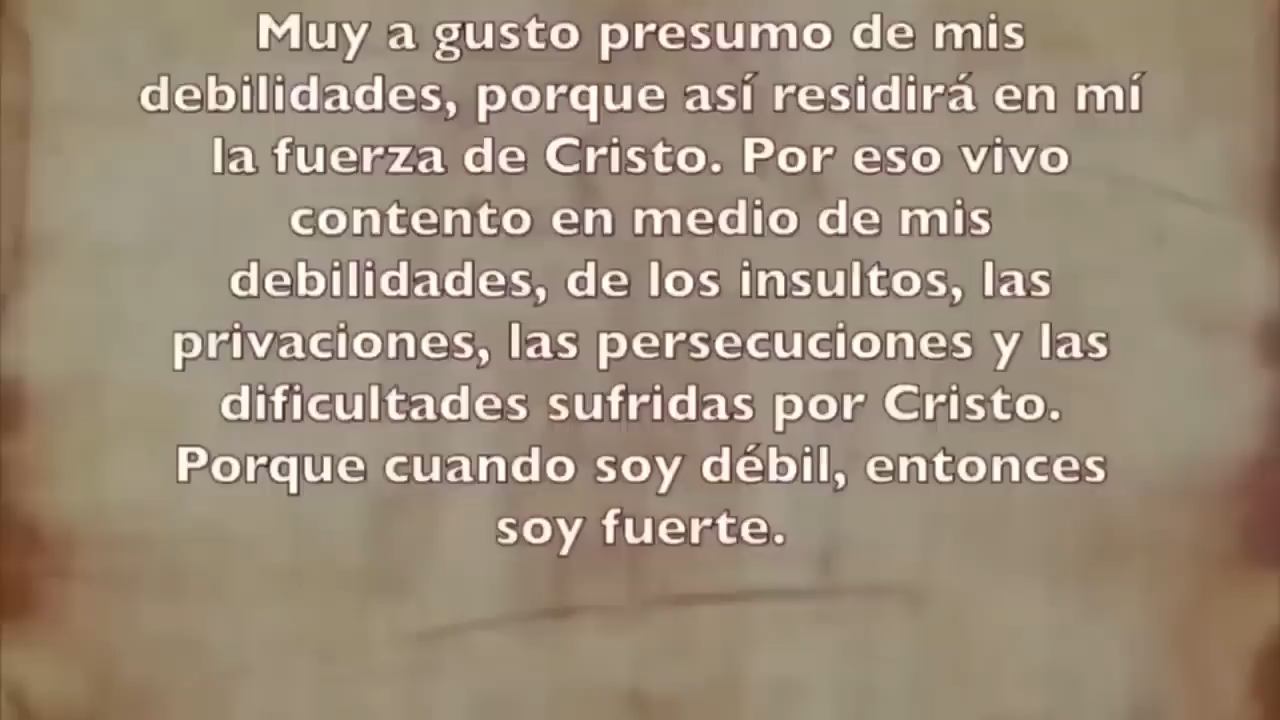 Muy a gusto presumo de mis
debilidades, porque así residirá en mí
la fuerza de Cristo. Por eso vivo
contento en medio de mis
debilidades, de los insultos, las
privaciones, las persecuciones y las
dificultades sufridas por Cristo.
Porque cuando soy débil, entonces
soy fuerte.